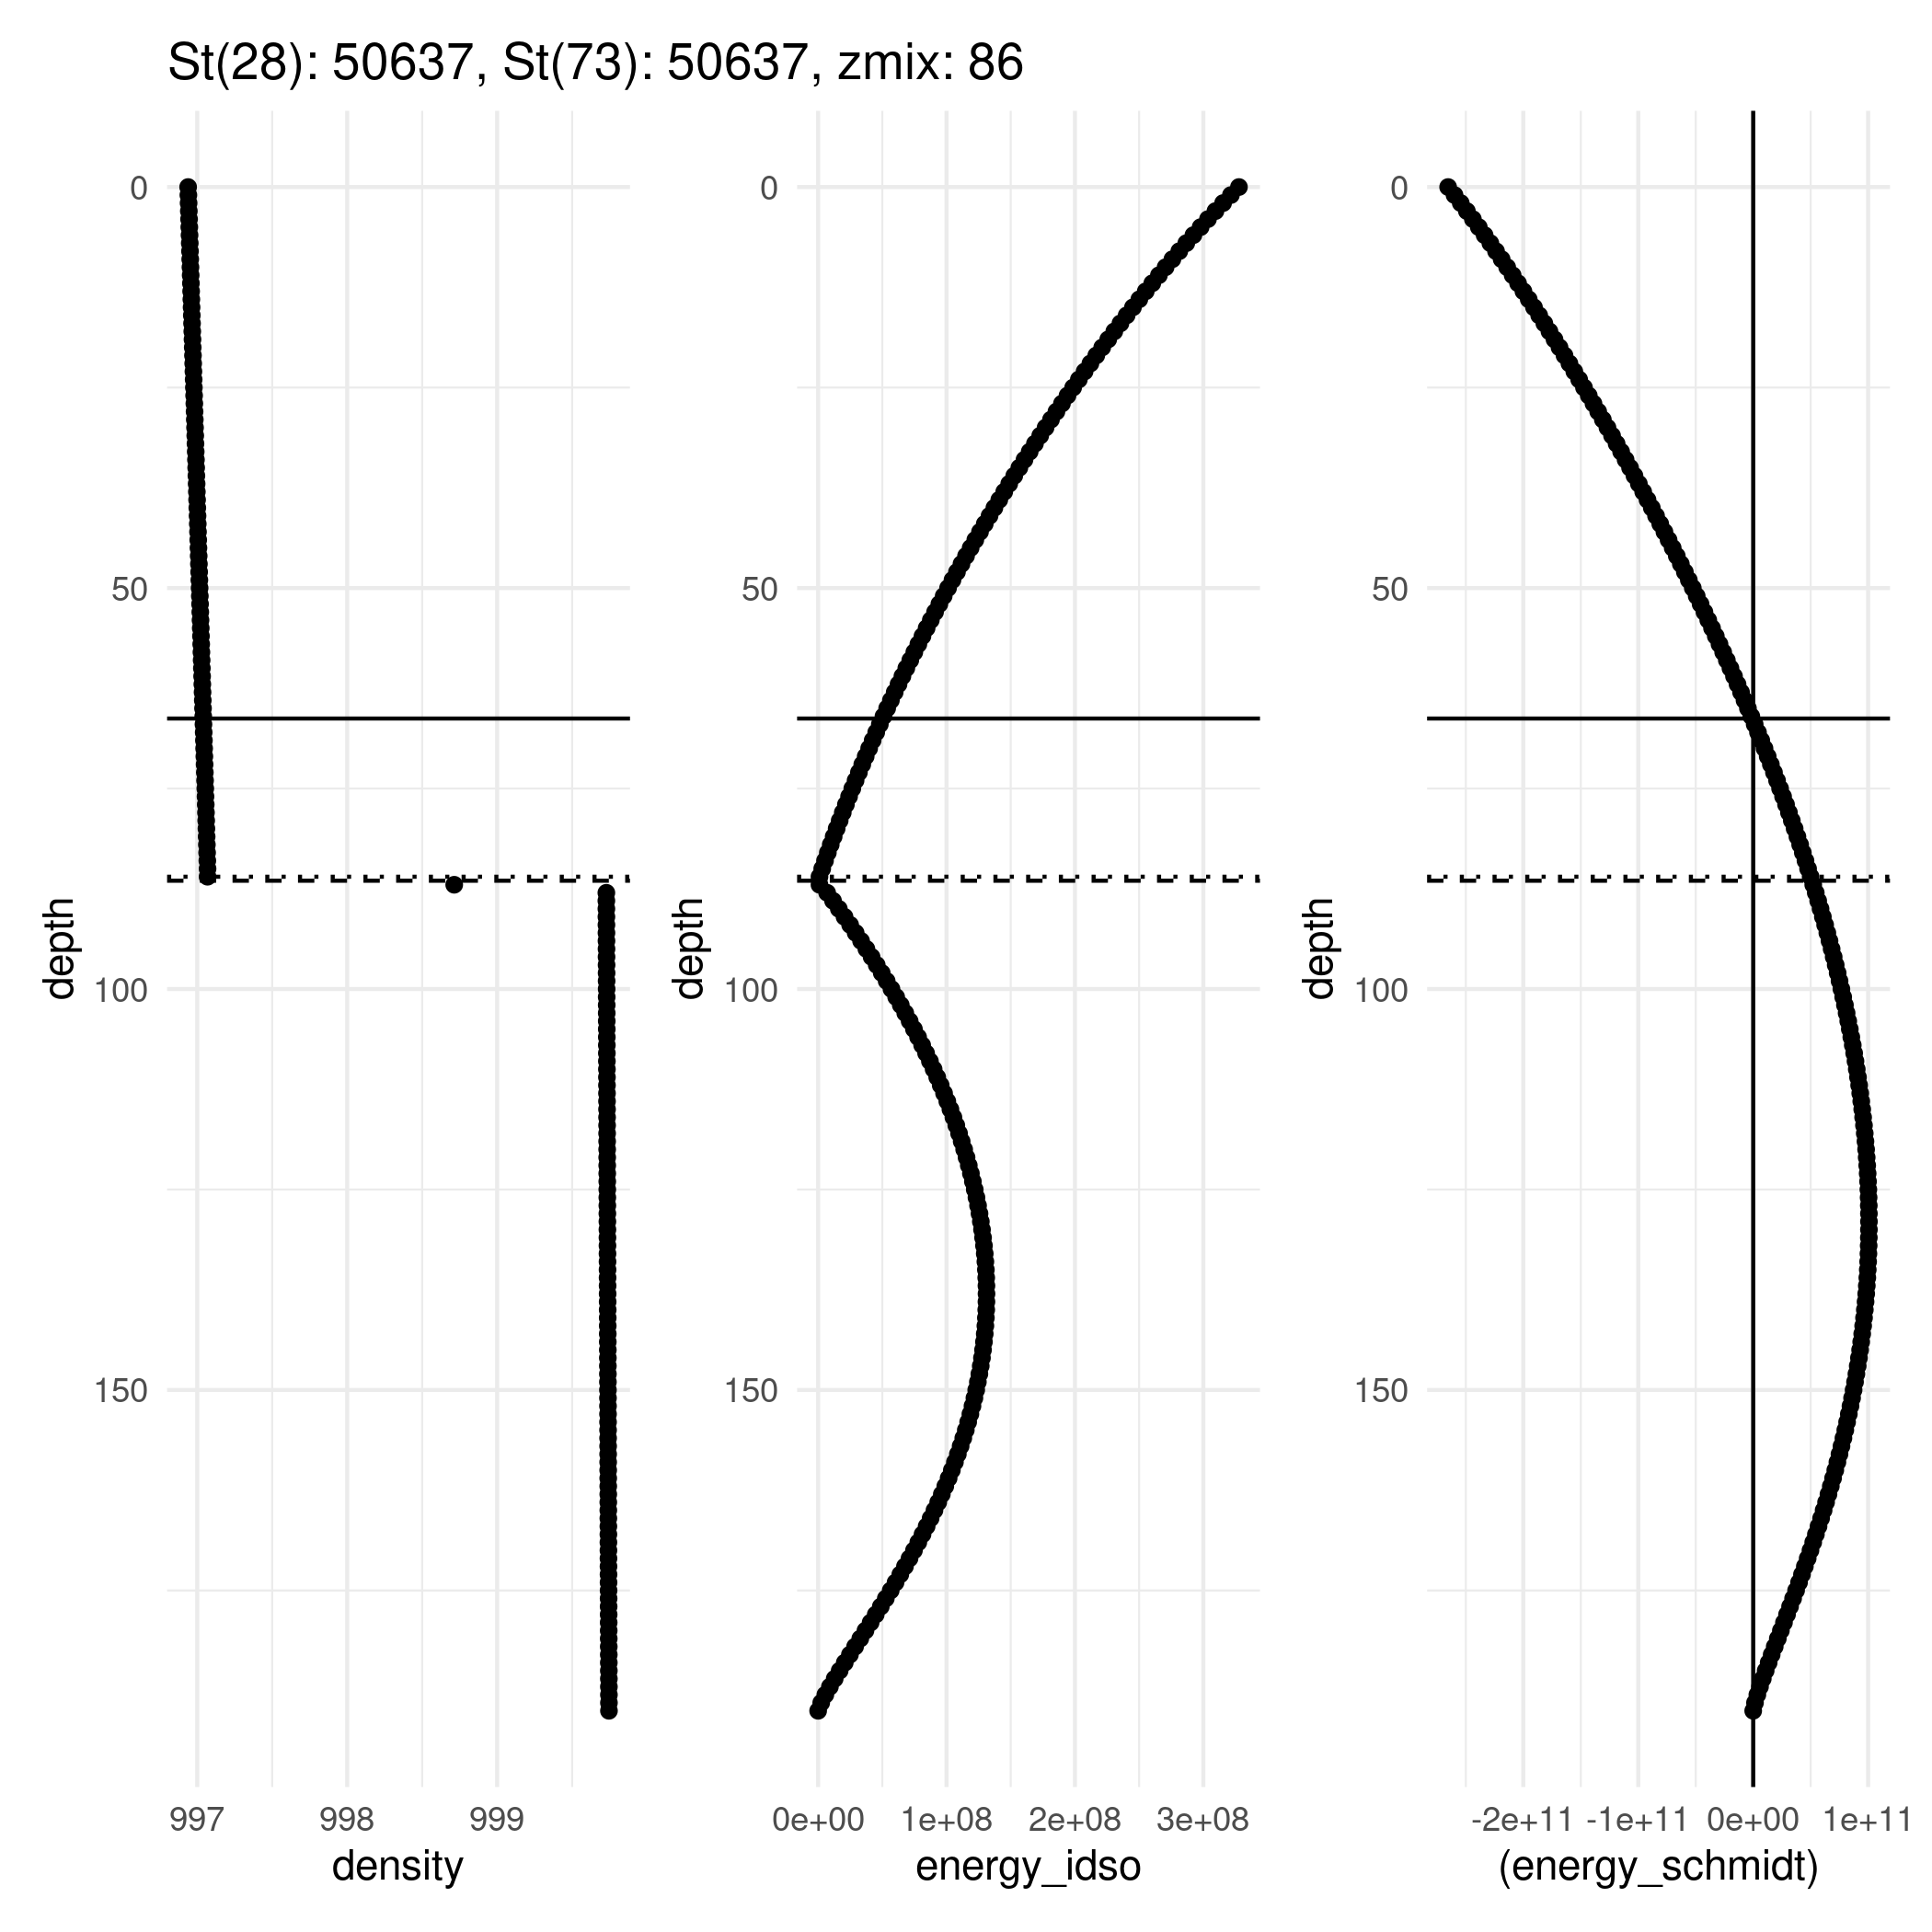 St(28): 50637, St(73): 50637, zmix: 86
0
50
100
150
depth
997 998 999
density
0
50
100
150
depth
0e+00 1e+08 2e+08 3e+08
energy_idso
0
50
100
150
depth
-2e+11 -1e+11 0e+00 1e+11
(energy_schmidt)